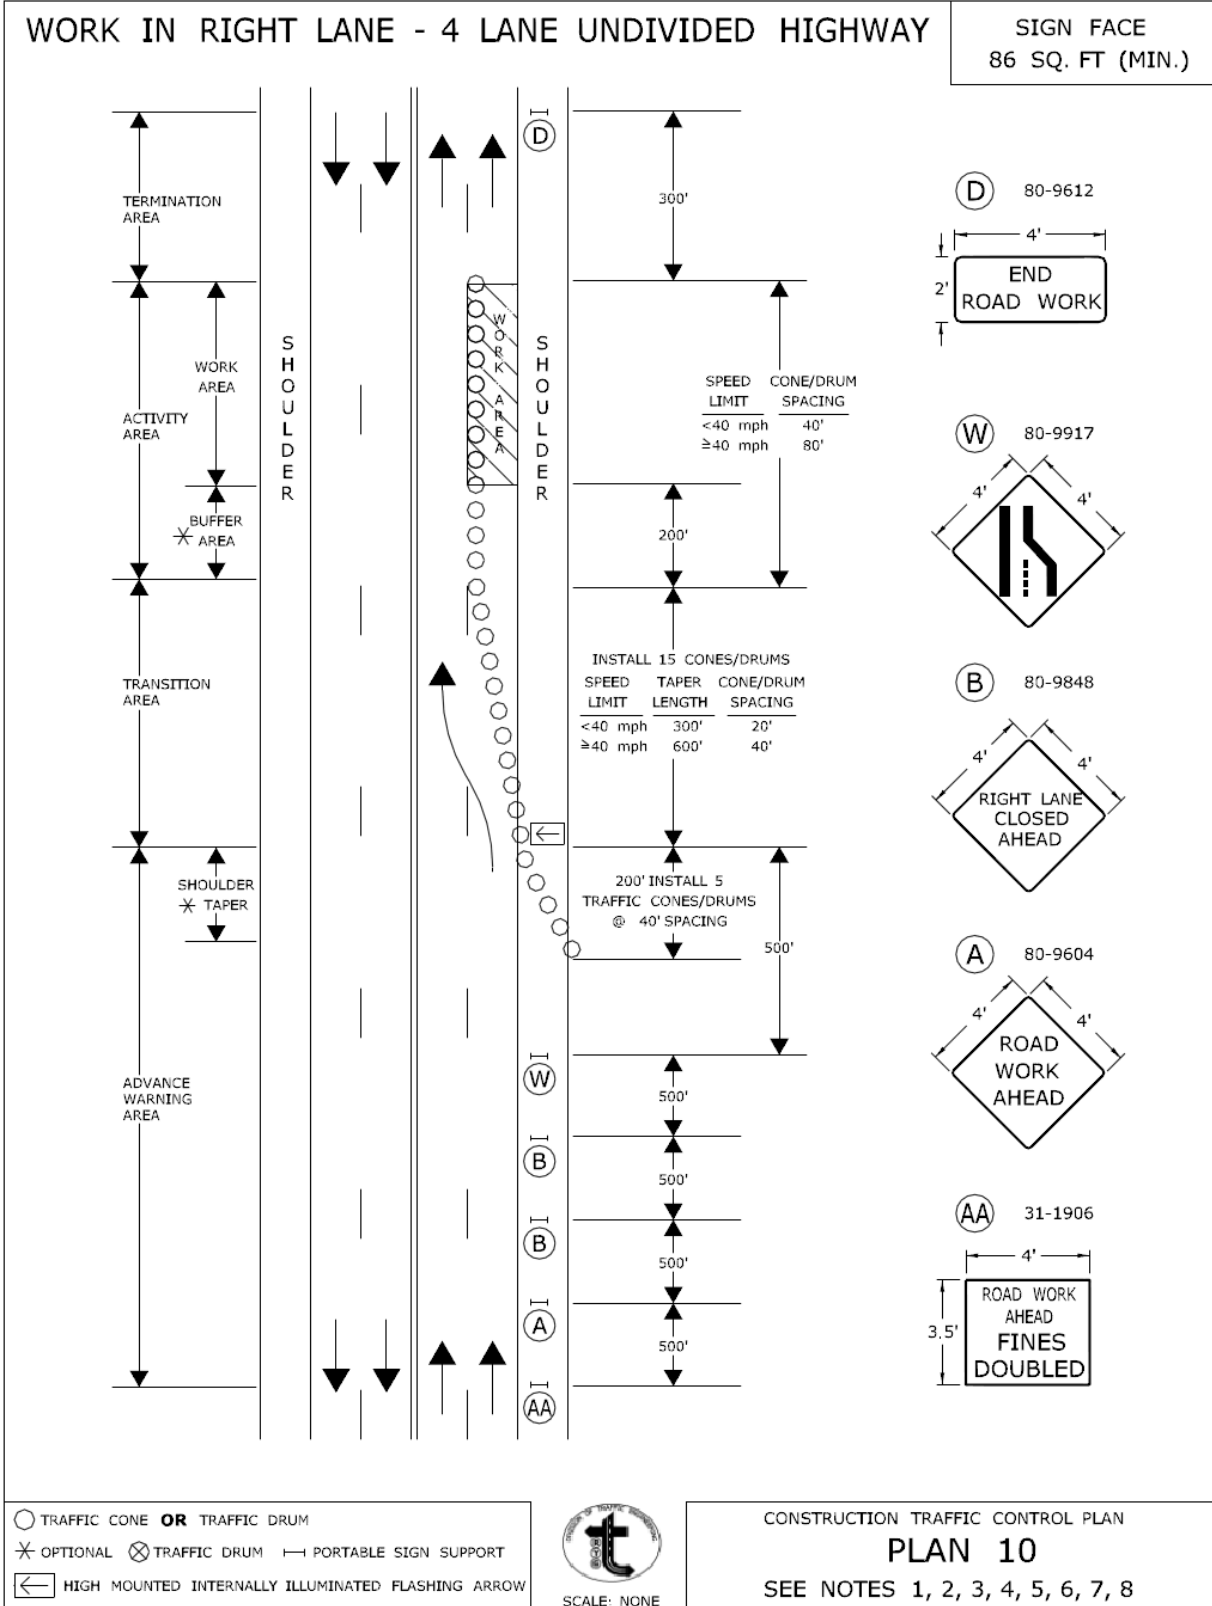 WORK IN RIGHT LANE - 4 LANE UNDIVIDED HIGHWAY
SIGN FACE
86 SQ. FT (MIN.)
D
TERMINATION
AREA
300'
D 80-9612
4'
2'
END
ROAD WORK
SHOULDER
WORK AREA
SHOULDER
WORK
AREA
ACTIVITY
AREA
BUFFER
AREA
SPEED LIMIT CONE/DRUM SPACING
<40 mph 40'
≥40 mph 80'
200'
W 80-9917
4' 4'
TRANSITION
AREA
INSTALL 15 CONES/DRUMS
SPEED LIMIT TAPER LENGTH CONE/DRUM SPACING
<40 mph 300' 20'
≥40 mph 600' 40'
B 80-9848
4' 4'
RIGHT LANE
CLOSED
AHEAD
SHOULDER
TAPER
200' INSTALL 5
TRAFFIC CONES/DRUMS
@ 40' SPACING
500'
A 80-9604
4' 4'
ROAD
WORK
AHEAD
ADVANCE
WARNING
AREA
W
500'
B
500'
B
500'
A
500'
AA
AA 31-1906
4'
3.5'
ROAD WORK
AHEAD
FINES
DOUBLED
TRAFFIC CONE OR TRAFFIC DRUM
OPTIONAL TRAFFIC DRUM PORTABLE SIGN SUPPORT
HIGH MOUNTED INTERNALLY ILLUMINATED FLASHING ARROW
DIVISION OF TRAFFIC ENGINEERING
t
SCALE: NONE
CONSTRUCTION TRAFFIC CONTROL PLAN
PLAN 10
SEE NOTES 1, 2, 3, 4, 5, 6, 7, 8